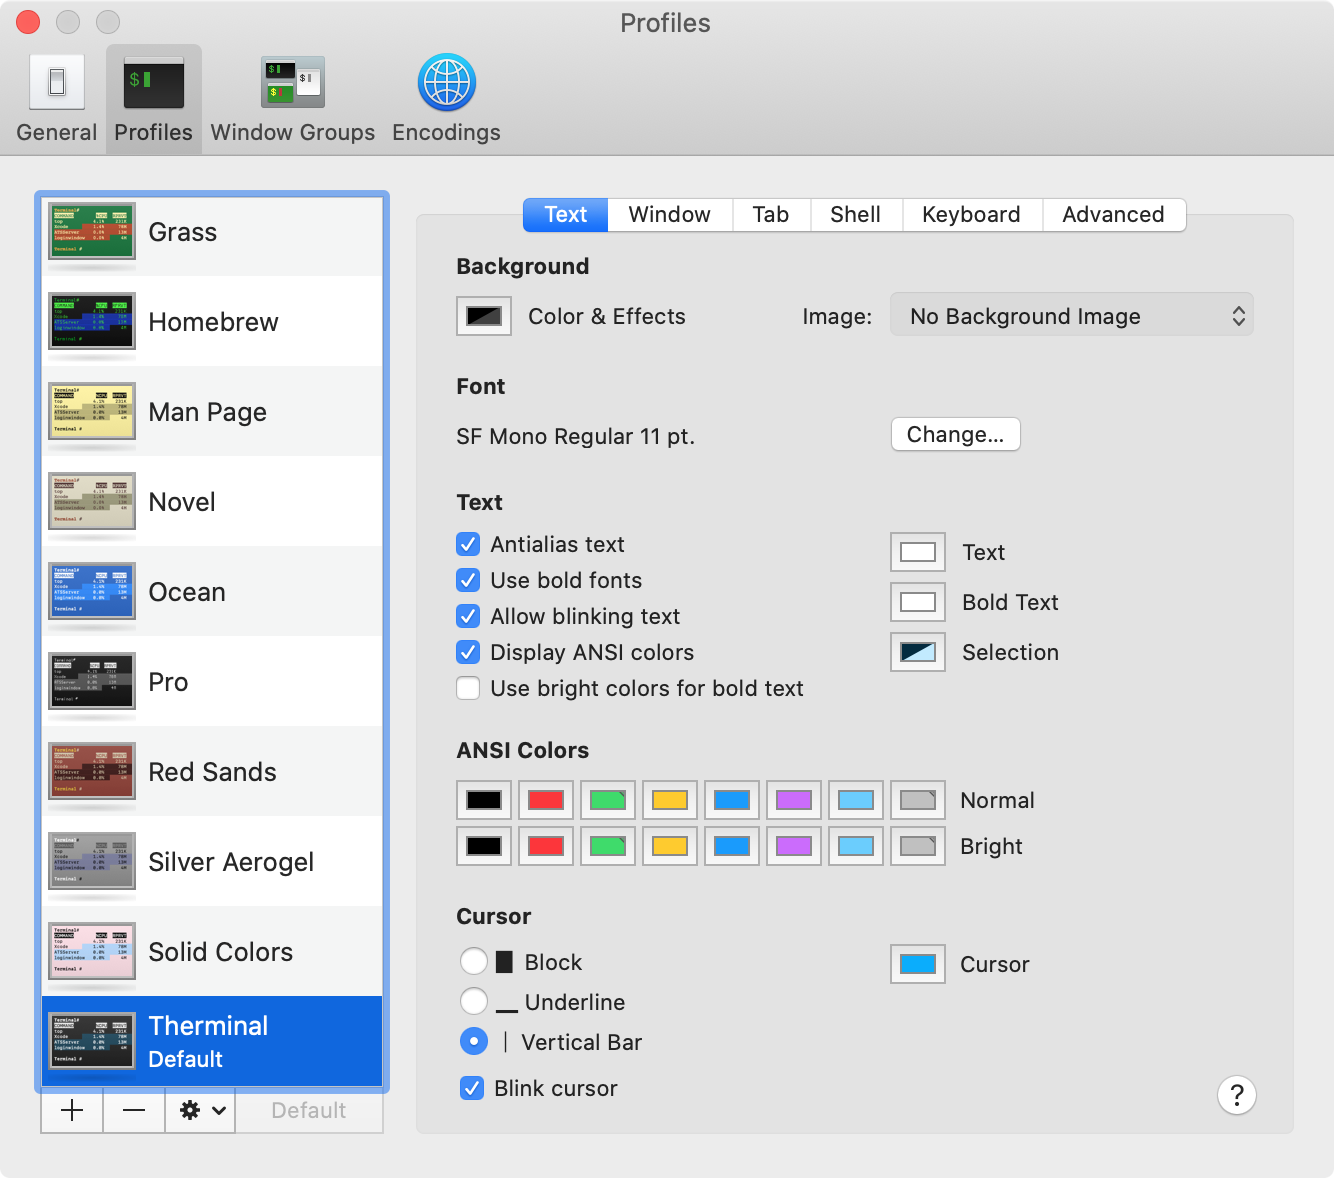 Profiles
General Profiles Window Groups Encodings
Text Window Tab Shell Keyboard Advanced
Grass
Homebrew
Man Page
Novel
Ocean
Pro
Red Sands
Silver Aerogel
Solid Colors
Therminal
Default
Default
Background
Color & Effects Image: No Background Image
Font
SF Mono Regular 11 pt. Change...
Text
Antialias text
Use bold fonts
Allow blinking text
Display ANSI colors
Use bright colors for bold text
Text
Bold Text
Selection
ANSI Colors
Normal
Bright
Cursor
Block
Underline
Vertical Bar
Blink cursor
Cursor
?